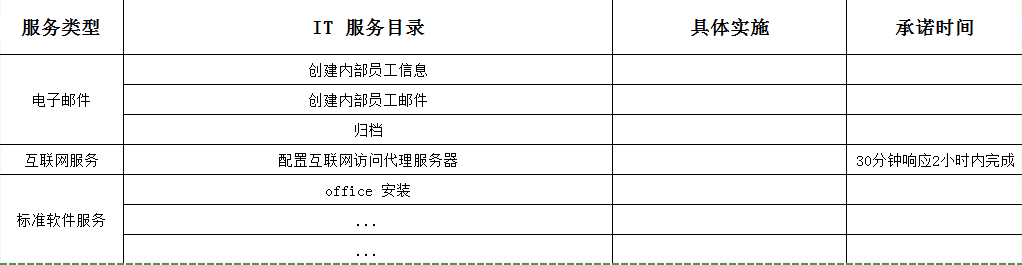 服务类型 IT 服务目录 具体实施 承诺时间
创建内部员工信息
电子邮件 创建内部员工邮件
归档
互联网服务 配置互联网访问代理服务器 30分钟响应2小时内完成
office 安装
标准软件服务 ...
...